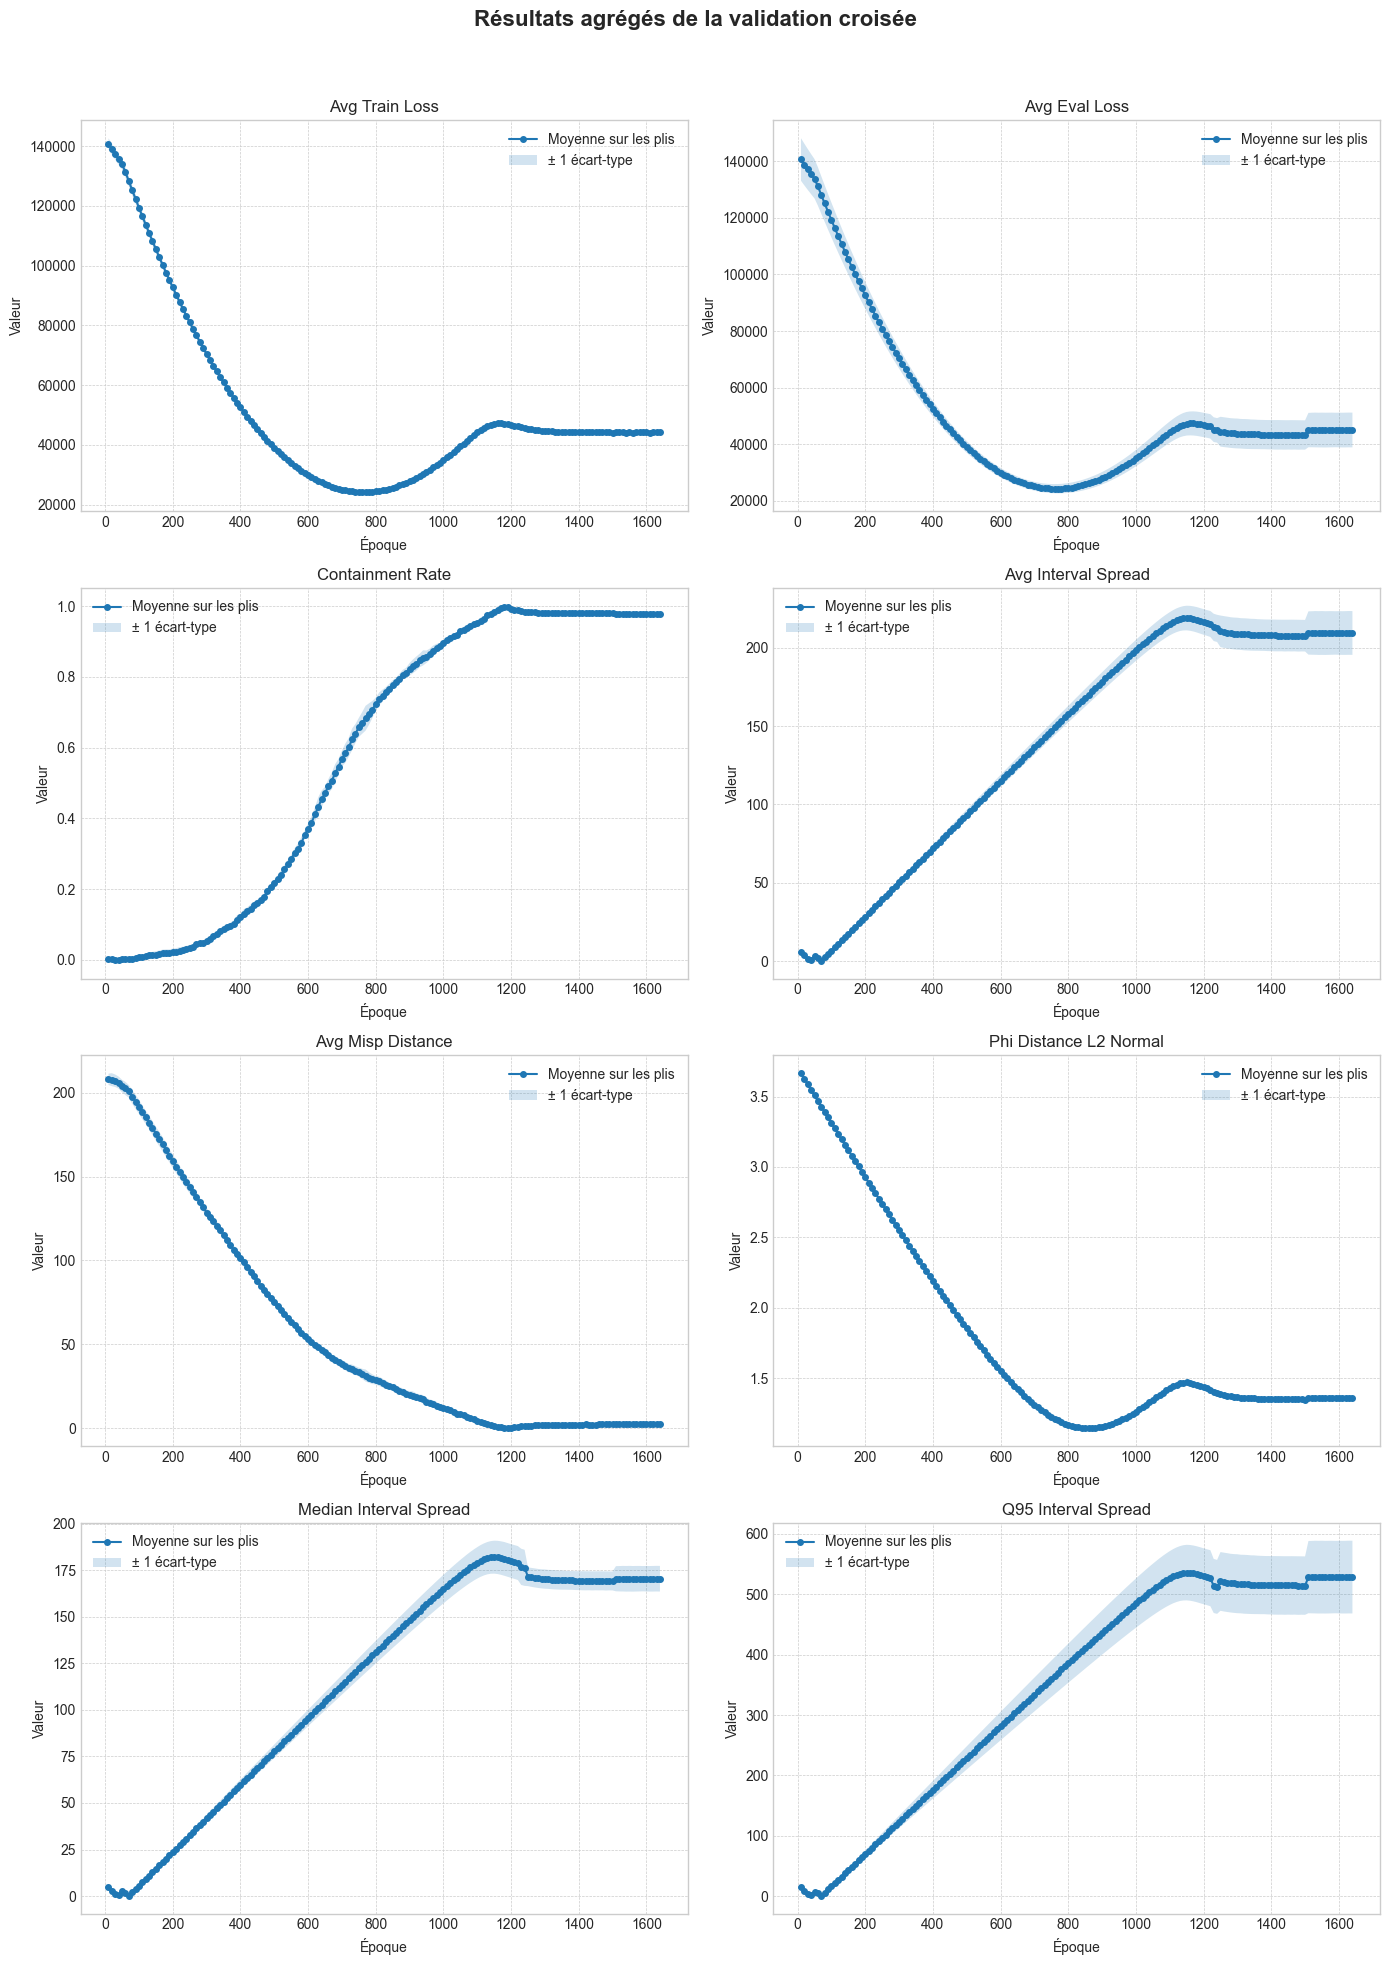 Résultats agrégés de la validation croisée
Avg Train Loss
Moyenne sur les plis
± 1 écart-type
140000
120000
100000
80000
60000
40000
20000
Valeur
0 200 400 600 800 1000 1200 1400 1600
Époque
Avg Eval Loss
Moyenne sur les plis
± 1 écart-type
140000
120000
100000
80000
60000
40000
20000
Valeur
0 200 400 600 800 1000 1200 1400 1600
Époque
Containment Rate
Moyenne sur les plis
± 1 écart-type
1.0
0.8
0.6
0.4
0.2
0.0
Valeur
0 200 400 600 800 1000 1200 1400 1600
Époque
Avg Interval Spread
Moyenne sur les plis
± 1 écart-type
200
150
100
50
0
Valeur
0 200 400 600 800 1000 1200 1400 1600
Époque
Avg Misp Distance
Moyenne sur les plis
± 1 écart-type
200
150
100
50
0
Valeur
0 200 400 600 800 1000 1200 1400 1600
Époque
Phi Distance L2 Normal
Moyenne sur les plis
± 1 écart-type
3.5
3.0
2.5
2.0
1.5
Valeur
0 200 400 600 800 1000 1200 1400 1600
Époque
Median Interval Spread
Moyenne sur les plis
± 1 écart-type
200
175
150
125
100
75
50
25
0
Valeur
0 200 400 600 800 1000 1200 1400 1600
Époque
Q95 Interval Spread
Moyenne sur les plis
± 1 écart-type
600
500
400
300
200
100
0
Valeur
0 200 400 600 800 1000 1200 1400 1600
Époque